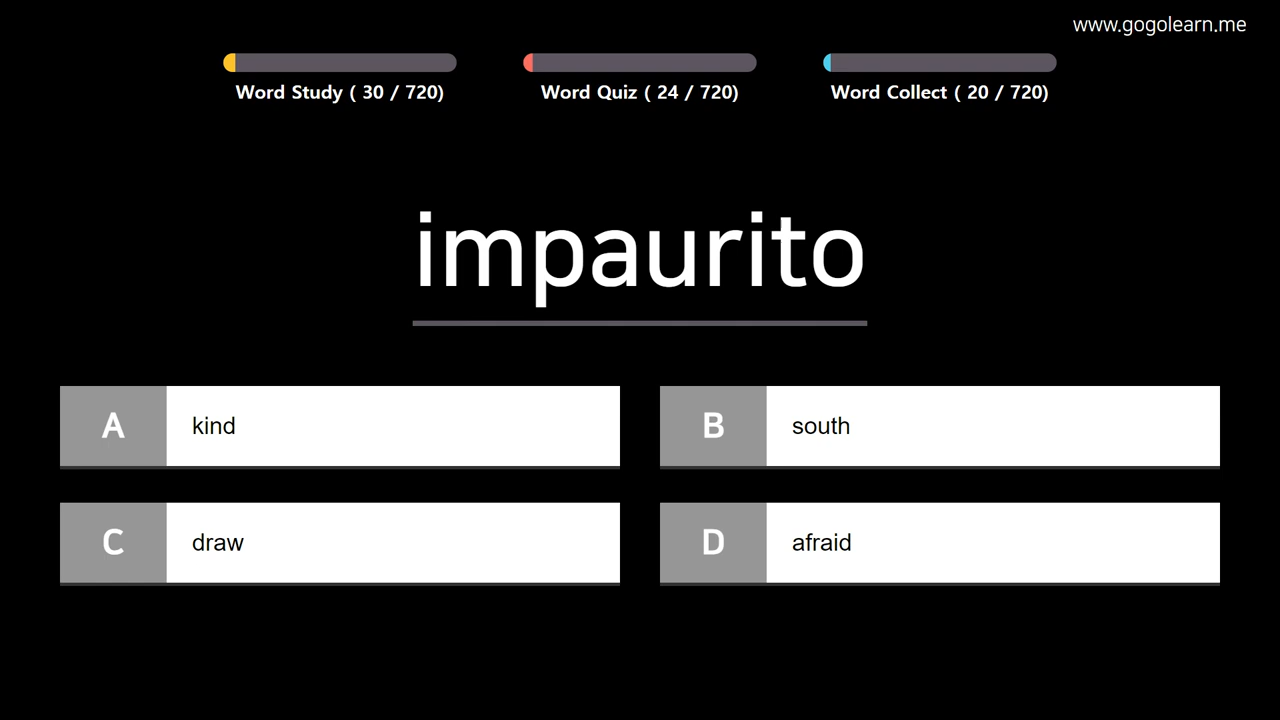 www.gogolearn.me
Word Study ( 30 / 720)
Word Quiz ( 24 / 720)
Word Collect ( 20 / 720)
impaurito
A kind
B south
C draw
D afraid